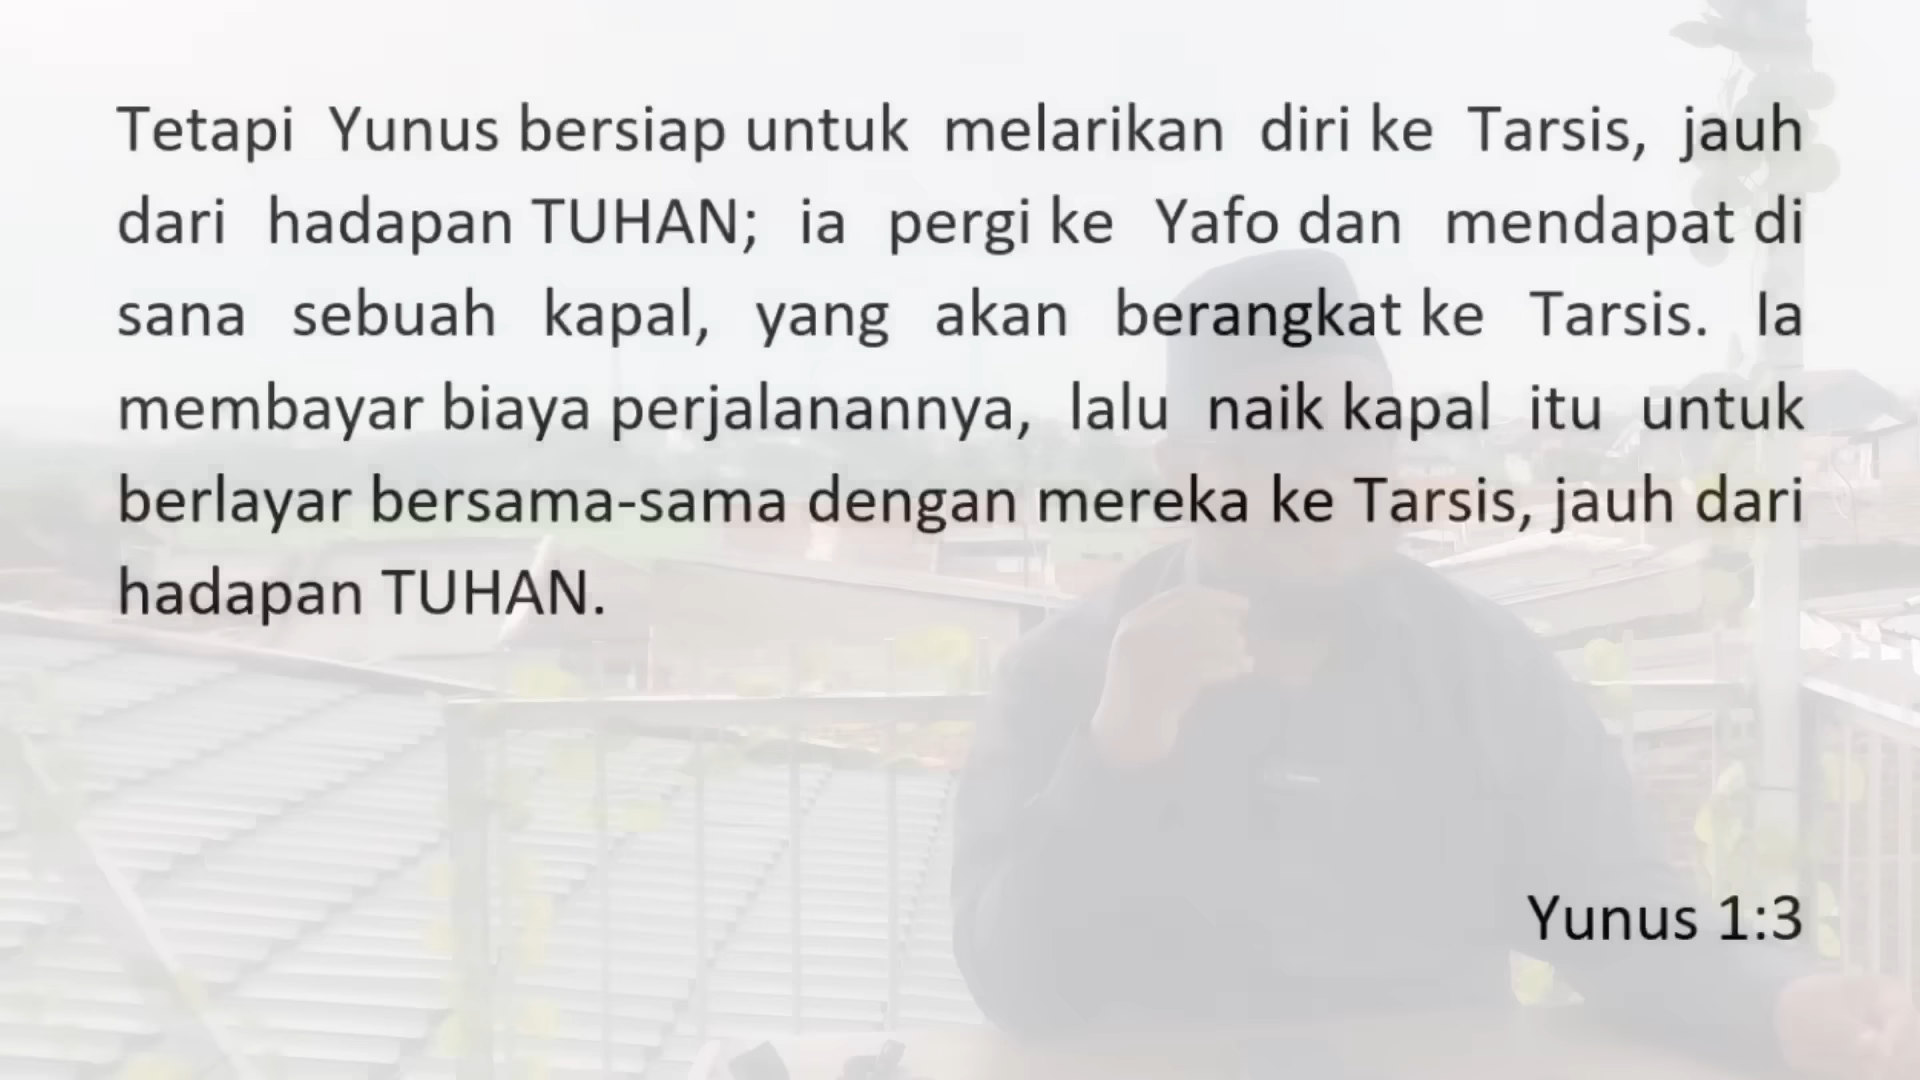 Tetapi Yunus bersiap untuk melarikan diri ke Tarsis, jauh
dari hadapan TUHAN; ia pergi ke Yafo dan mendapat di
sana sebuah kapal, yang akan berangkat ke Tarsis. Ia
membayar biaya perjalanannya, lalu naik kapal itu untuk
berlayar bersama-sama dengan mereka ke Tarsis, jauh dari
hadapan TUHAN.
Yunus 1:3